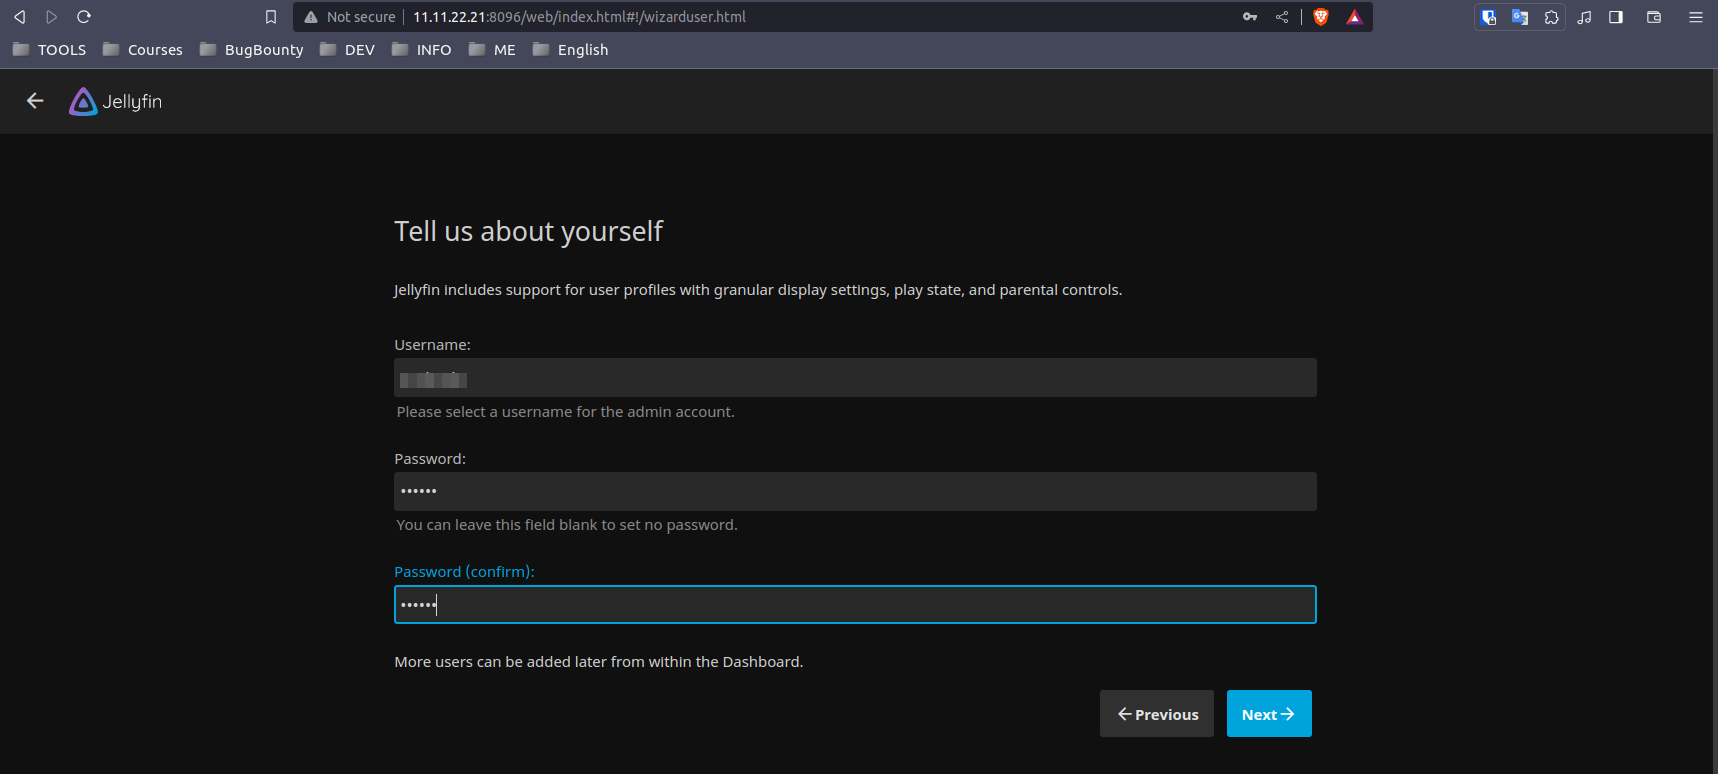 Not secure 11.11.22.21:8096/web/index.html#!/wizarduser.html
TOOLS Courses BugBounty DEV INFO ME English
Jellyfin
Tell us about yourself
Jellyfin includes support for user profiles with granular display settings, play state, and parental controls.
Username:
Please select a username for the admin account.
Password:
••••••
You can leave this field blank to set no password.
Password (confirm):
••••••
More users can be added later from within the Dashboard.
Previous Next